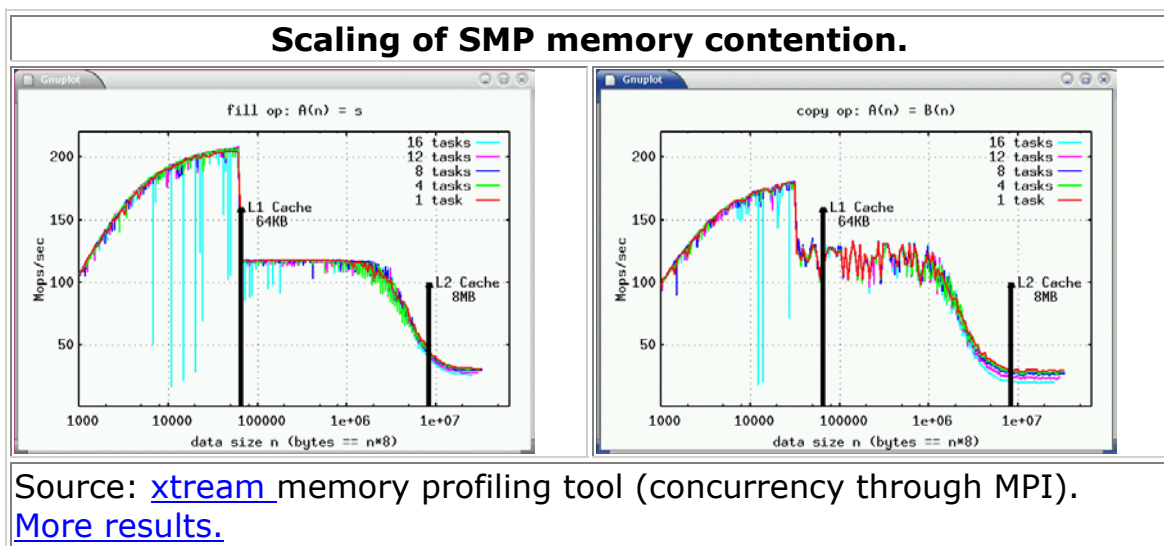 Scaling of SMP memory contention.
Gnuplot
fill op: A(n) = s
200
150
100
50
Mops/sec
16 tasks
12 tasks
8 tasks
4 tasks
1 task
L1 Cache
64KB
L2 Cache
8MB
1000 10000 100000 1e+06 1e+07
data size n (bytes == n*8)
Gnuplot
copy op: A(n) = B(n)
200
150
100
50
Mops/sec
16 tasks
12 tasks
8 tasks
4 tasks
1 task
L1 Cache
64KB
L2 Cache
8MB
1000 10000 100000 1e+06 1e+07
data size n (bytes == n*8)
Source: xtream memory profiling tool (concurrency through MPI).
More results.